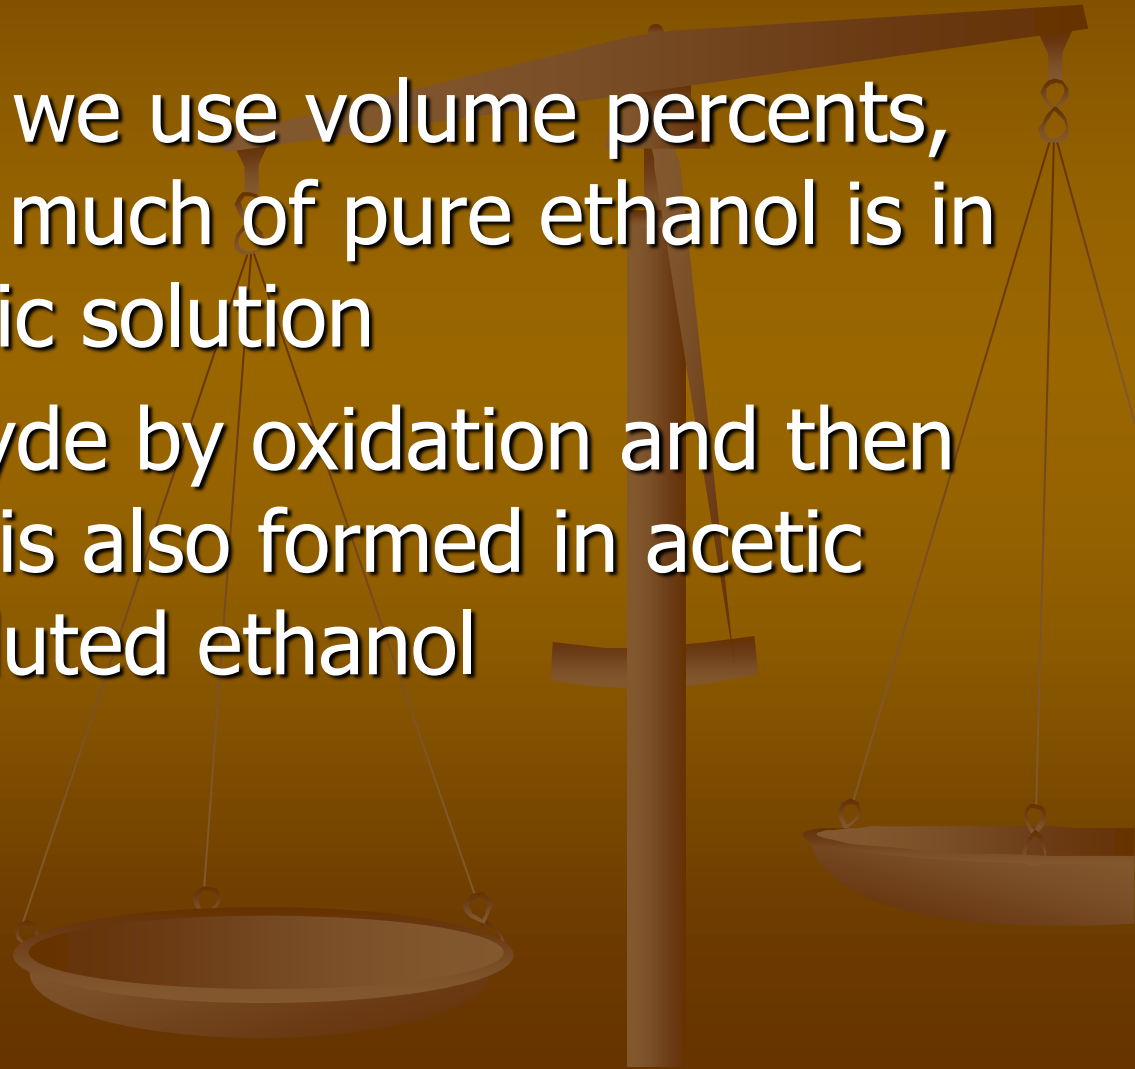 we use volume percents,
much of pure ethanol is in
ic solution
yde by oxidation and then
is also formed in acetic
luted ethanol